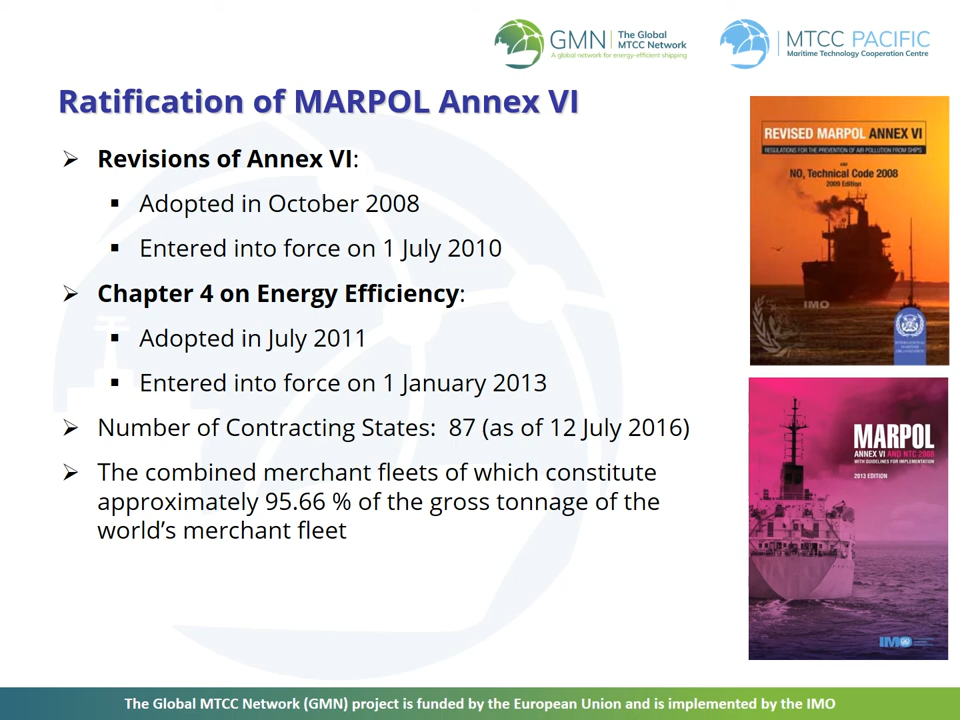 GMN
The Global
MTCC Network
A global network for energy-efficient shipping
MTCC PACIFIC
Maritime Technology Cooperation Centre
Ratification of MARPOL Annex VI
Revisions of Annex VI:
Adopted in October 2008
Entered into force on 1 July 2010
Chapter 4 on Energy Efficiency:
Adopted in July 2011
Entered into force on 1 January 2013
Number of Contracting States:  87 (as of 12 July 2016)
The combined merchant fleets of which constitute
approximately 95.66 % of the gross tonnage of the
world’s merchant fleet
REVISED MARPOL ANNEX VI
REGULATIONS FOR THE PREVENTION OF AIR POLLUTION FROM SHIPS
AND
NOx Technical Code 2008
2009 Edition
IMO
INTERNATIONAL
MARITIME
ORGANIZATION
MARPOL
ANNEX VI AND NTC 2008
WITH GUIDELINES FOR IMPLEMENTATION
2013 EDITION
IMO
The Global MTCC Network (GMN) project is funded by the European Union and is implemented by the IMO